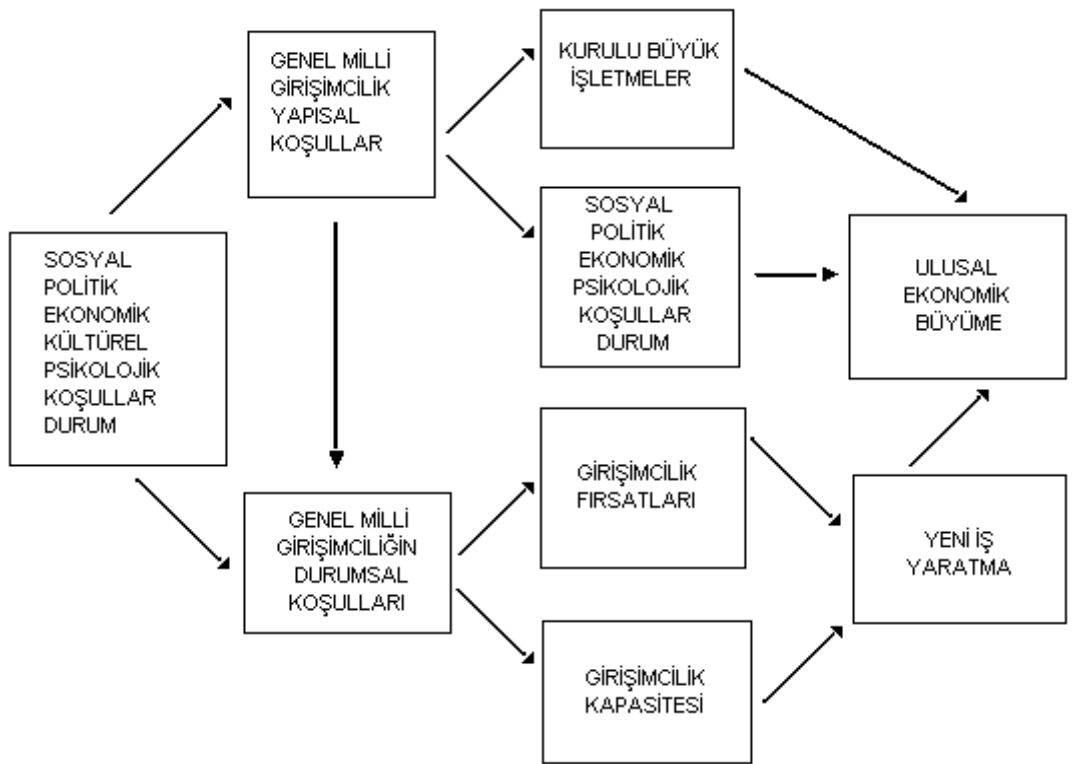 SOSYAL
POLİTİK
EKONOMİK
KÜLTÜREL
PSİKOLOJİK
KOŞULLAR
DURUM
GENEL MİLLİ
GİRİŞİMCİLİK
YAPISAL
KOŞULLAR
GENEL MİLLİ
GİRİŞİMCİLİĞİN
DURUMSAL
KOŞULLARI
KURULU BÜYÜK
İŞLETMELER
SOSYAL
POLİTİK
EKONOMİK
PSİKOLOJİK
KOŞULLAR
DURUM
GİRİŞİMCİLİK
FIRSATLARI
GİRİŞİMCİLİK
KAPASİTESİ
ULUSAL
EKONOMİK
BÜYÜME
YENİ İŞ
YARATMA